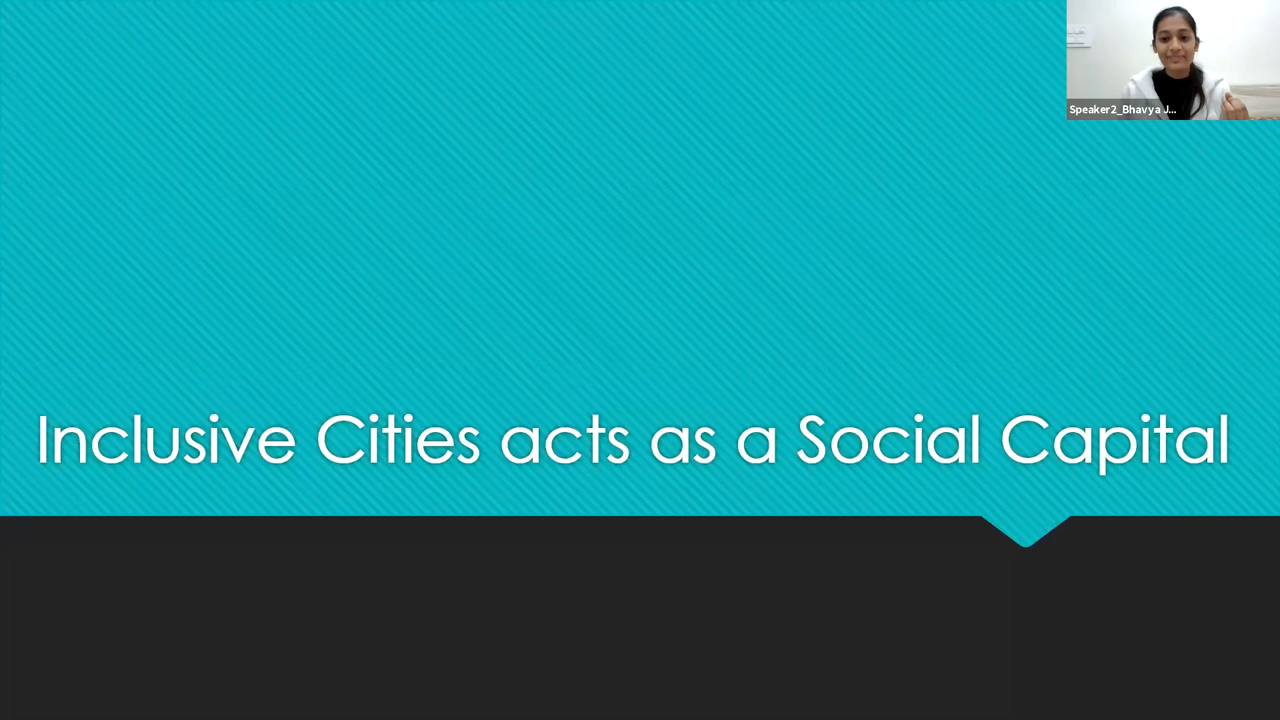 Speaker2_Bhavya J...
Inclusive Cities acts as a Social Capital